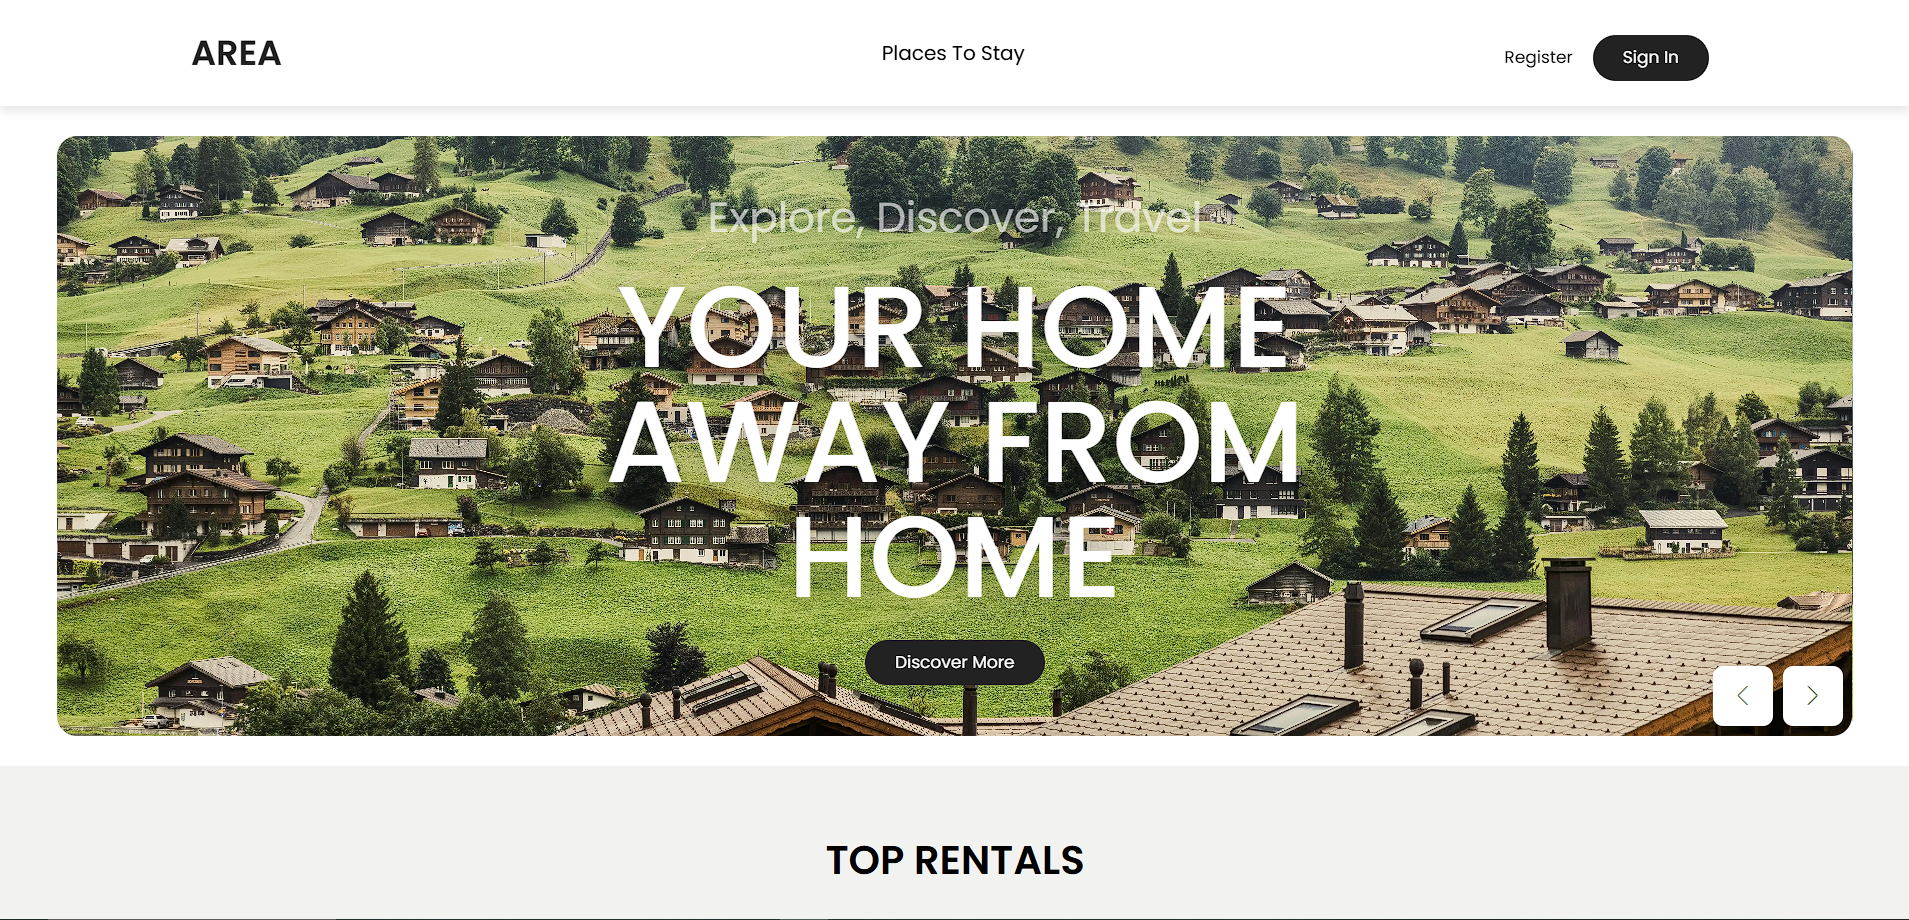 AREA
Places To Stay
Register
Sign In
Explore, Discover, Travel
YOUR HOME
AWAY FROM
HOME
Discover More
TOP RENTALS